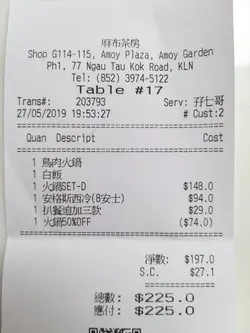 麻布茶房
Shop G114-115, Amoy Plaza, Amoy Garden
Ph1, 77 Ngau Tau Kok Road, KLN
Tel: (852) 3974-5122
Table #17
Trans#: 203793 Serv: 孖七哥
27/05/2019 19:53:27 # Cust:2
Quan Descript Cost
1 鳥肉火鍋
1 白飯
1 火鍋SET-D $148.0
1 安格斯西冷(8安士) $94.0
1 扒餐追加三款 $29.0
1 火鍋50%OFF ($74.0)
淨數: $197.0
S.C. $27.1
總數: $225.0
應付: $225.0